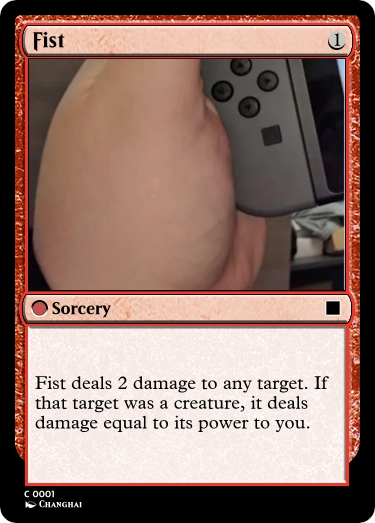 Fist 1
Sorcery
Fist deals 2 damage to any target. If
that target was a creature, it deals
damage equal to its power to you.
C 0001
Changhai